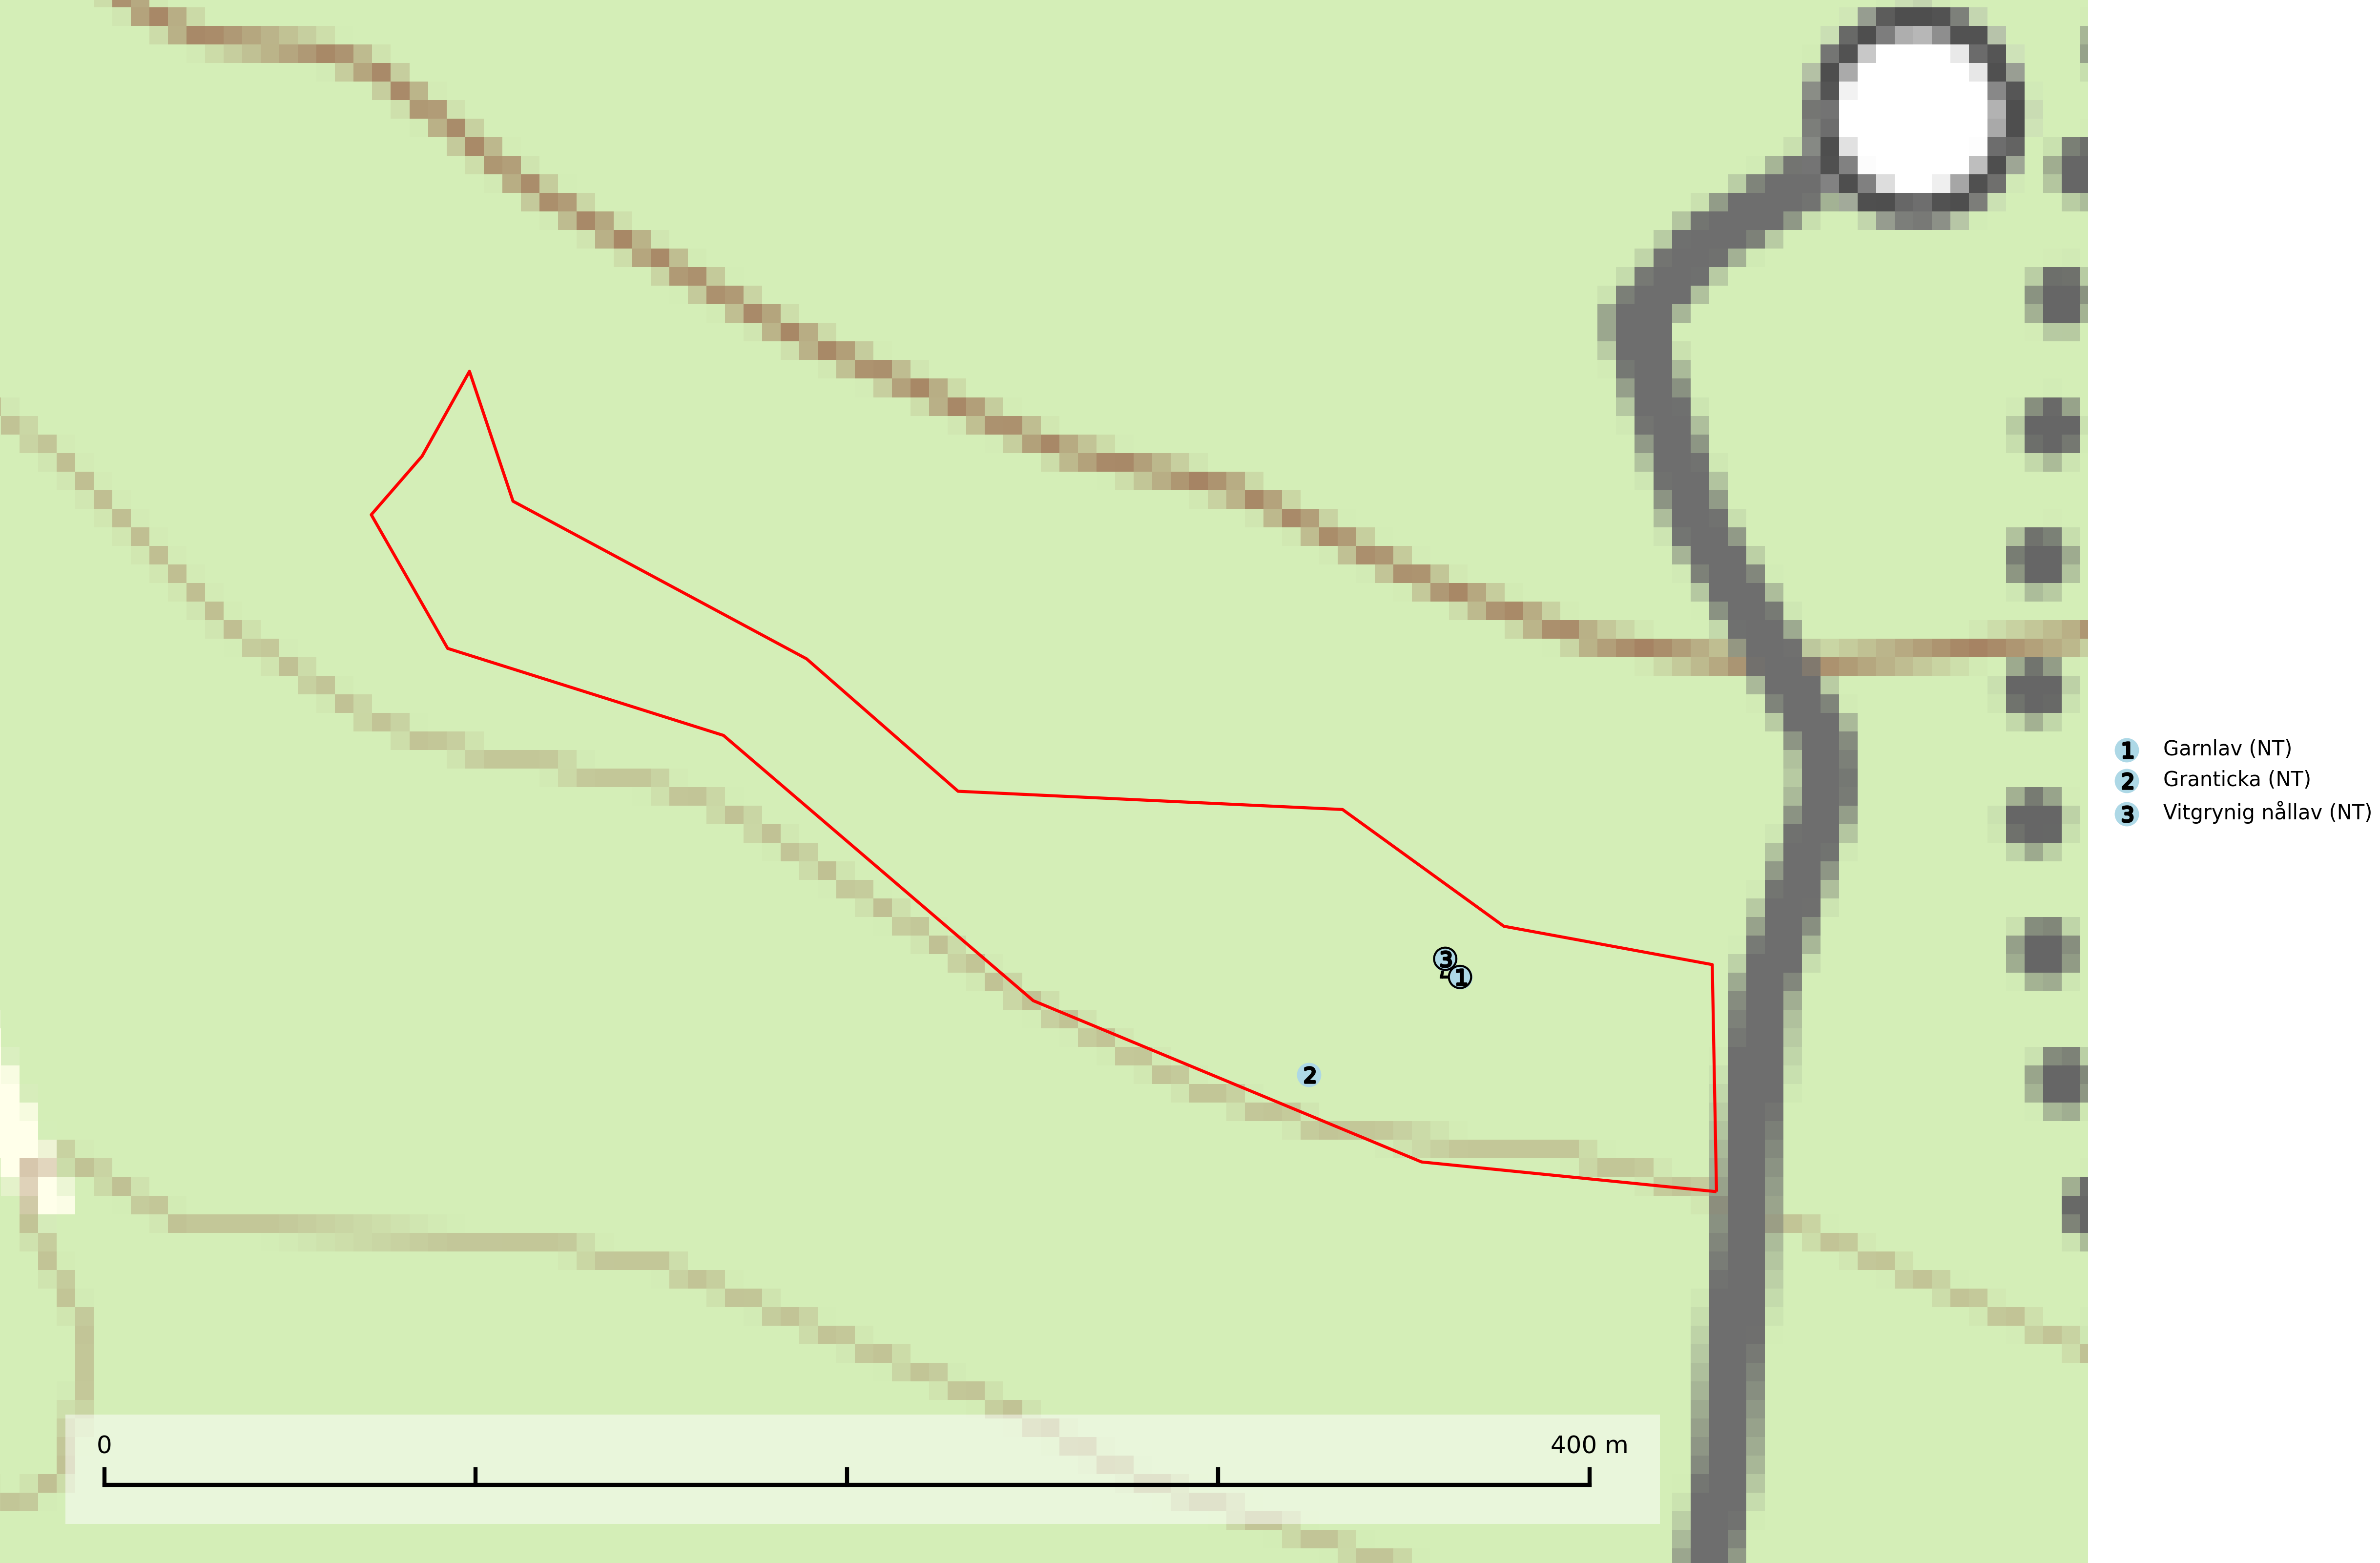 3
1
2
1 Garnlav (NT)
2 Granticka (NT)
3 Vitgrynig nållav (NT)
0 400 m